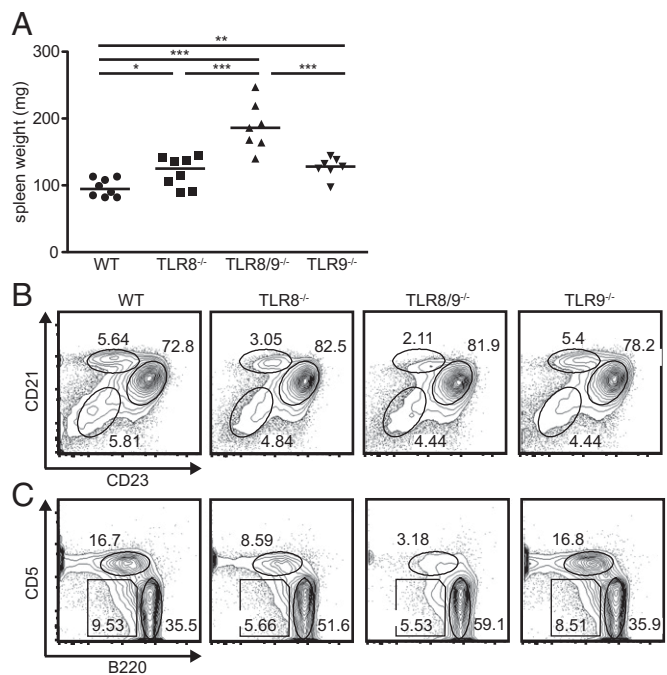 A
**
***
* *** ***
300
200
100
0
spleen weight (mg)
WT TLR8-/- TLR8/9-/- TLR9-/-
B
WT TLR8-/- TLR8/9-/- TLR9-/-
5.64 72.8 3.05 82.5 2.11 81.9 5.4 78.2
5.81 4.84 4.44 4.44
CD21
CD23
C
16.7 8.59 3.18 16.8
9.53 35.5 5.66 51.6 5.53 59.1 8.51 35.9
CD5
B220